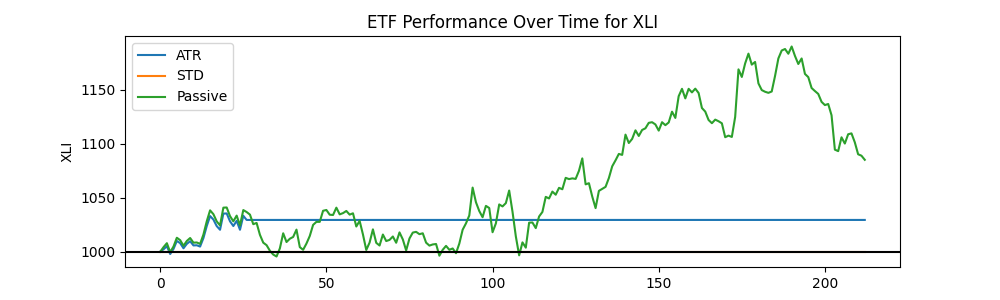 ETF Performance Over Time for XLI
ATR
STD
Passive
XLI
1150
1100
1050
1000
0 50 100 150 200